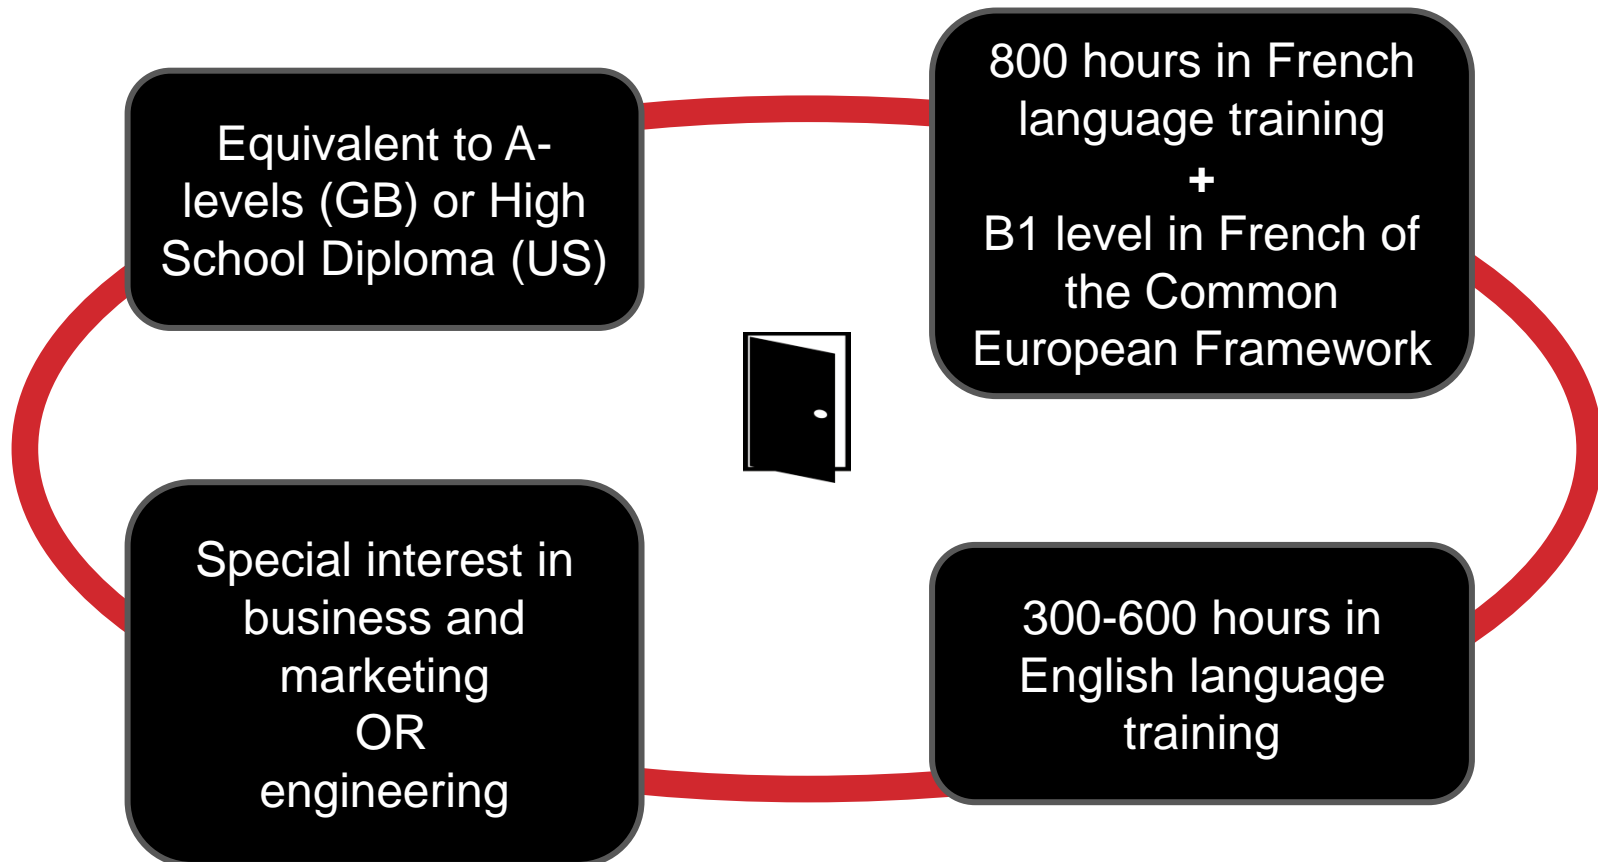 Equivalent to A-
levels (GB) or High
School Diploma (US)
800 hours in French
language training
+
B1 level in French of
the Common
European Framework
Special interest in
business and
marketing
OR
engineering
300-600 hours in
English language
training